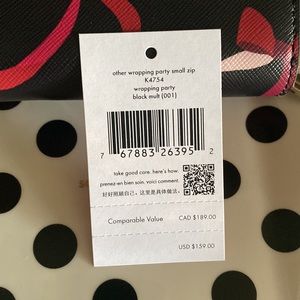 other wrapping party small zip
K4754
wrapping party
black mult (001)
7 67883 26395 2
take good care. here's how.
prenez-en bien soin. voici comment.
好好照顧自己。这里是具体做法。
Comparable Value CAD $189.00
USD $159.00